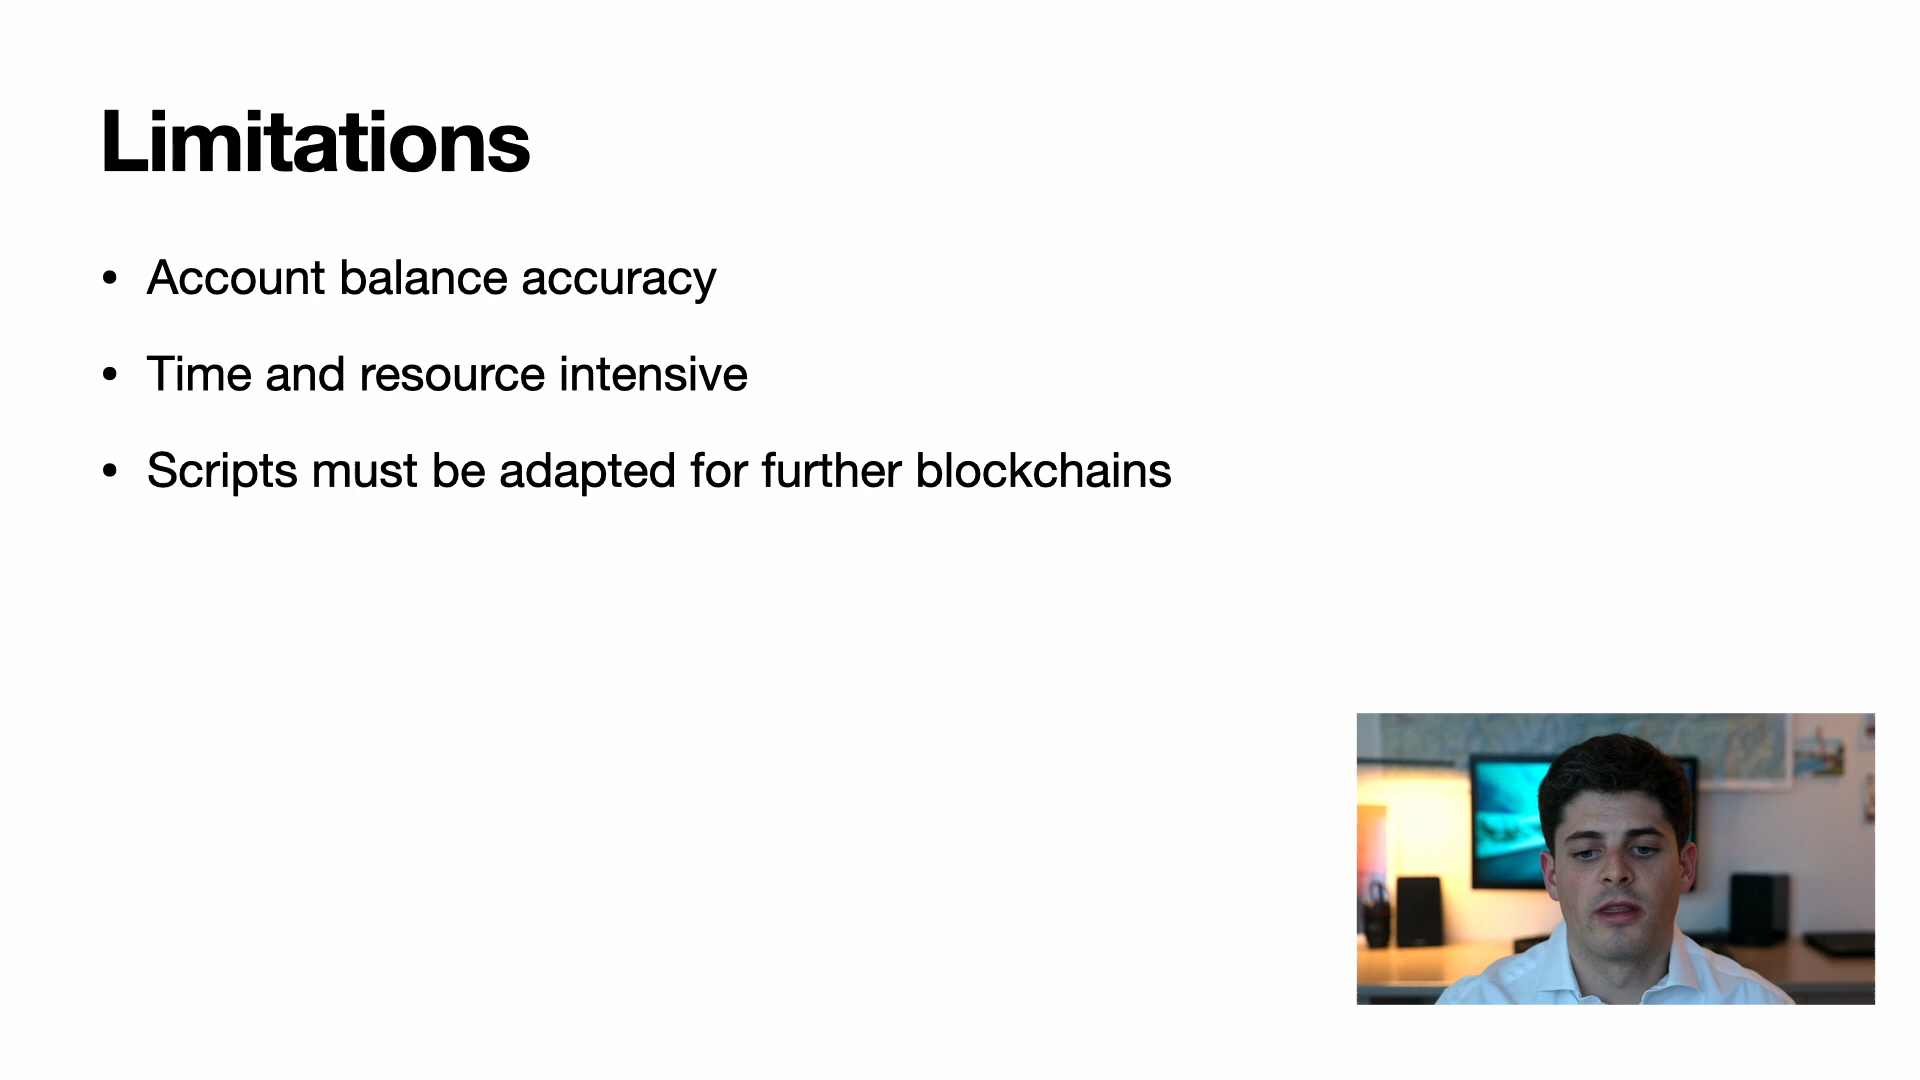 Limitations
• Account balance accuracy
• Time and resource intensive
• Scripts must be adapted for further blockchains